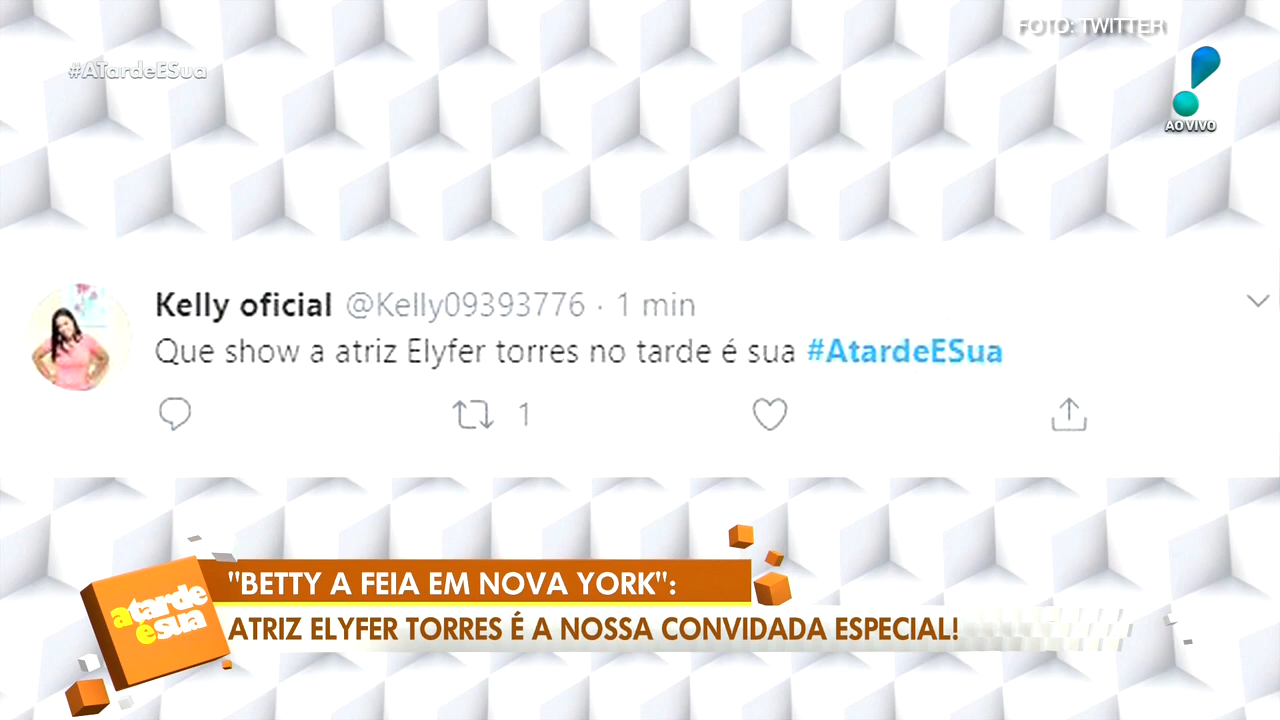 FOTO: TWITTER
#ATardeESua
AO VIVO
Kelly oficial @Kelly09393776 · 1 min
Que show a atriz Elyfer torres no tarde é sua #AtardeESua
1
"BETTY A FEIA EM NOVA YORK":
a tarde
é sua
ATRIZ ELYFER TORRES É A NOSSA CONVIDADA ESPECIAL!